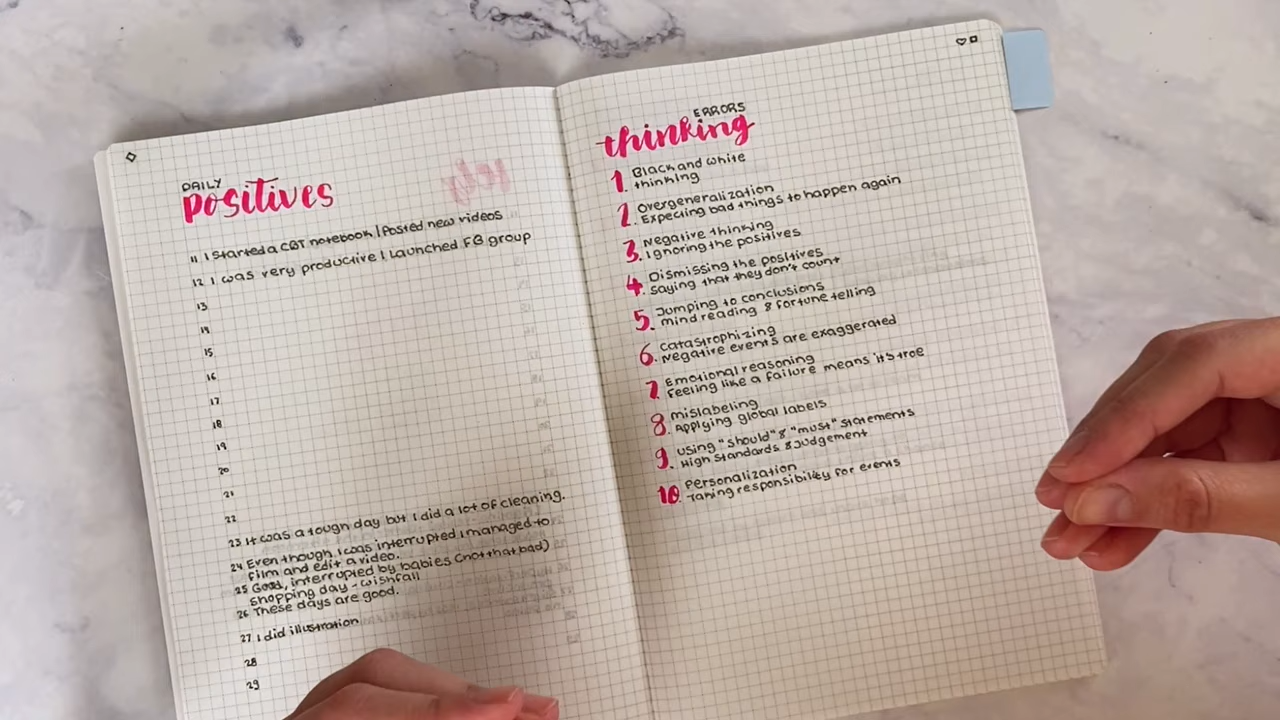 DAILY
positives
11 I started a CBT notebook / Posted new videos
12 I was very productive I launched FB group
13
14
15
16
17
18
19
20
21
22
23 It was a tough day but I did a lot of cleaning.
24 Even though I was interrupted I managed to
film and edit a video.
25 Good, interrupted by babies (not that bad)
shopping day - wishfall
26 These days are good.
27 I did illustration
28
29
ERRORS
thinking
1. Black and white
thinking
2. Overgeneralization
Expecting bad things to happen again
3. Negative thinking
Ignoring the positives
4. Dismissing the positives
Saying that they don't count
5. Jumping to conclusions
mind reading & fortune telling
6. Catastrophizing
Negative events are exaggerated
7. Emotional reasoning
Feeling like a failure means it's true
8. mislabeling
Applying global labels
9. Using "should" & "must" statements
High standards & judgement
10. Personalization
Taking responsibility for events